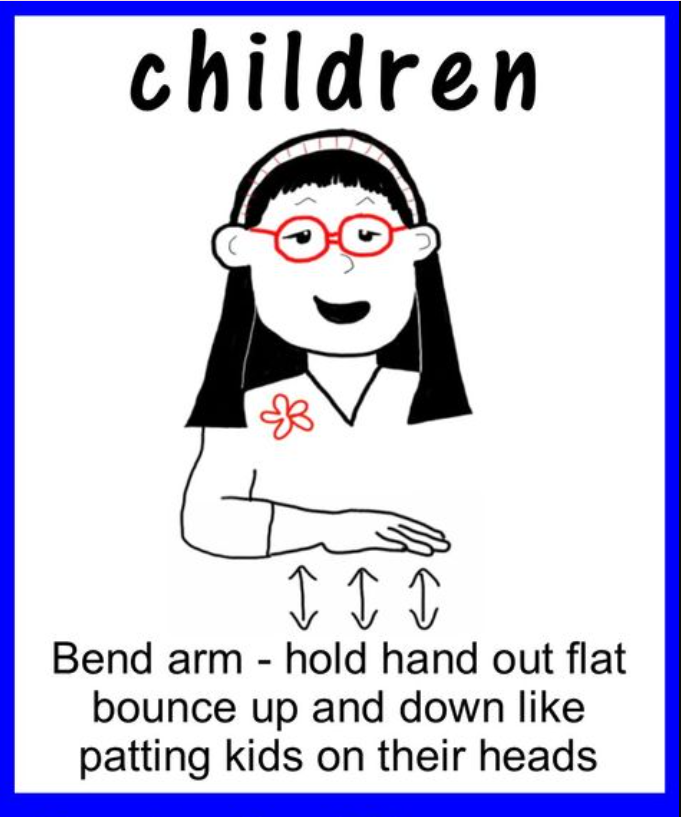 children
Bend arm - hold hand out flat
bounce up and down like
patting kids on their heads